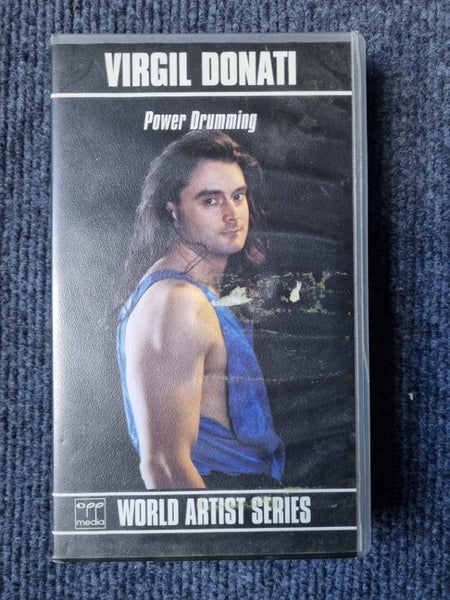 VIRGIL DONATI
Power Drumming
cpp
media
WORLD ARTIST SERIES